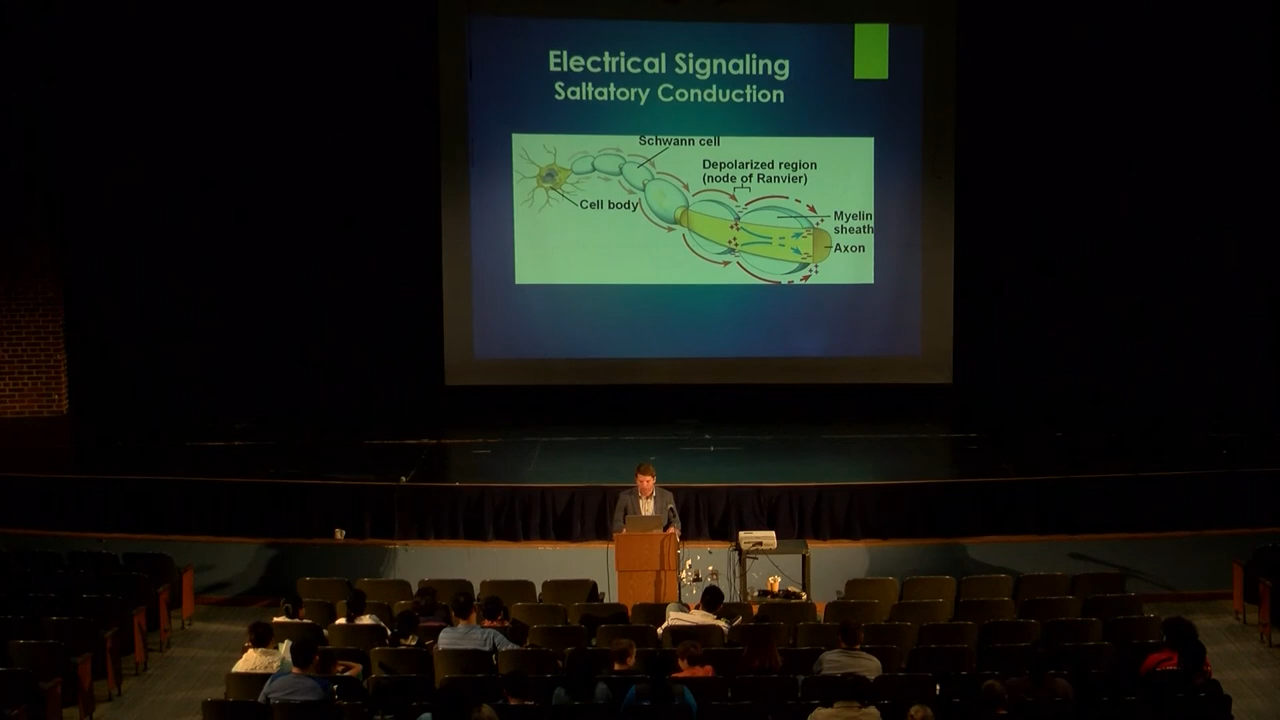 Electrical Signaling
Saltatory Conduction
Schwann cell
Depolarized region
(node of Ranvier)
Cell body
Myelin
sheath
Axon